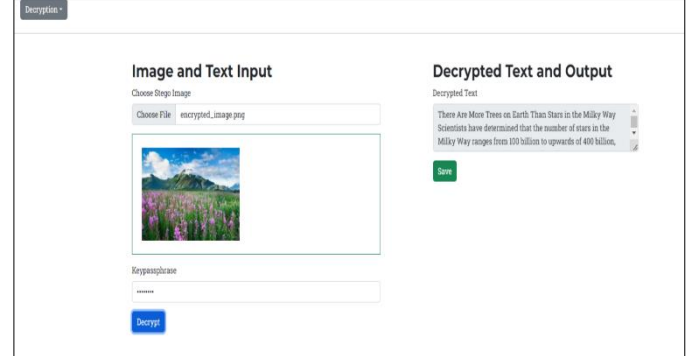 Decryption
Image and Text Input
Choose Stego Image
Choose File encrypted_image.png
Keypassphrase
········
Decrypt
Decrypted Text and Output
Decrypted Text
There Are More Trees on Earth Than Stars in the Milky Way
Scientists have determined that the number of stars in the
Milky Way ranges from 100 billion to upwards of 400 billion,
Save